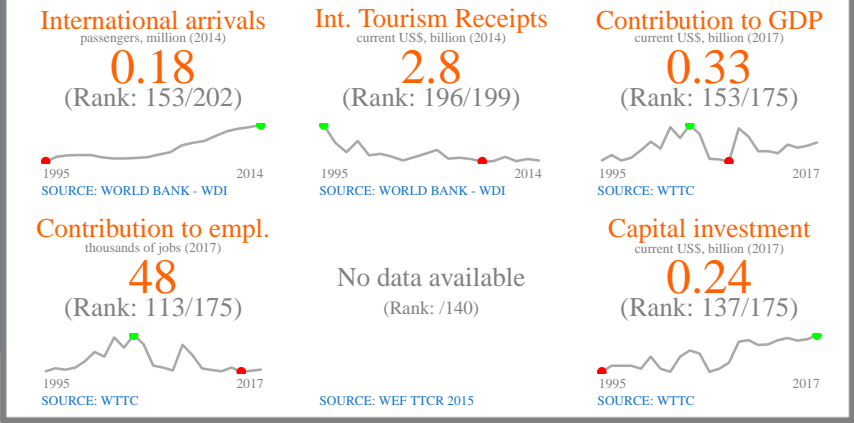 International arrivals
passengers, million (2014)
0.18
(Rank: 153/202)
1995 2014
SOURCE: WORLD BANK - WDI
Int. Tourism Receipts
current US$, billion (2014)
2.8
(Rank: 196/199)
1995 2014
SOURCE: WORLD BANK - WDI
Contribution to GDP
current US$, billion (2017)
0.33
(Rank: 153/175)
1995 2017
SOURCE: WTTC
Contribution to empl.
thousands of jobs (2017)
48
(Rank: 113/175)
1995 2017
SOURCE: WTTC
No data available
(Rank: /140)
SOURCE: WEF TTCR 2015
Capital investment
current US$, billion (2017)
0.24
(Rank: 137/175)
1995 2017
SOURCE: WTTC